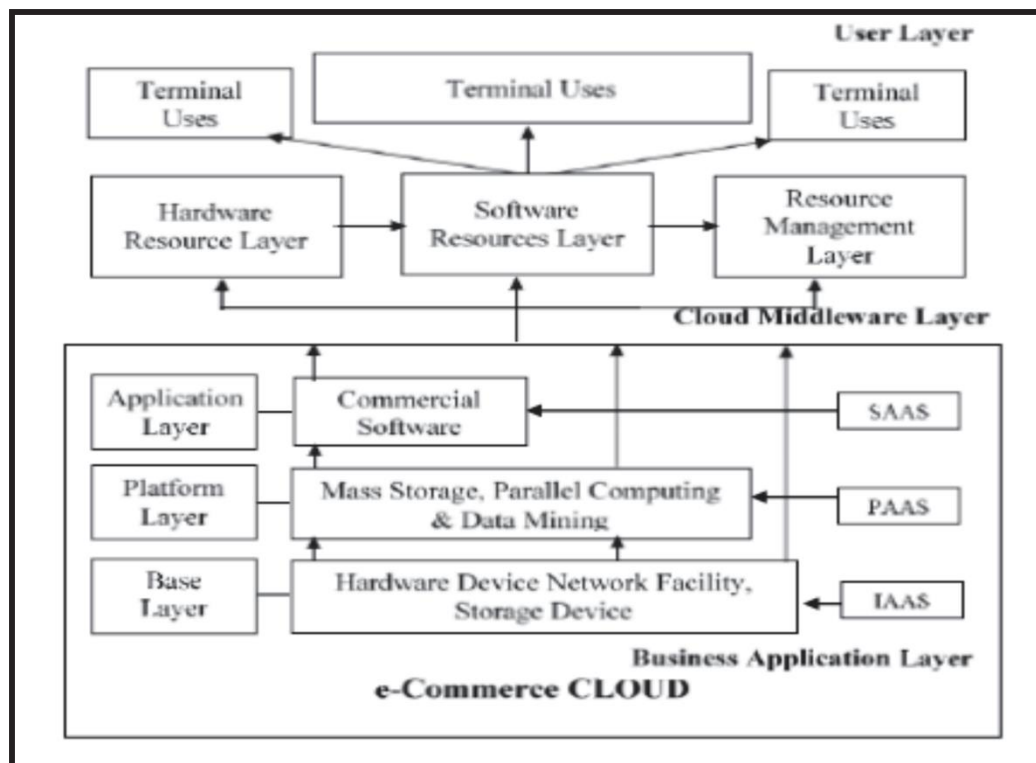 User Layer
Terminal
Uses
Terminal Uses
Terminal
Uses
Hardware
Resource Layer
Software
Resources Layer
Resource
Management
Layer
Cloud Middleware Layer
Application
Layer
Commercial
Software
SAAS
Platform
Layer
Mass Storage, Parallel Computing
& Data Mining
PAAS
Base
Layer
Hardware Device Network Facility,
Storage Device
IAAS
Business Application Layer
e-Commerce CLOUD